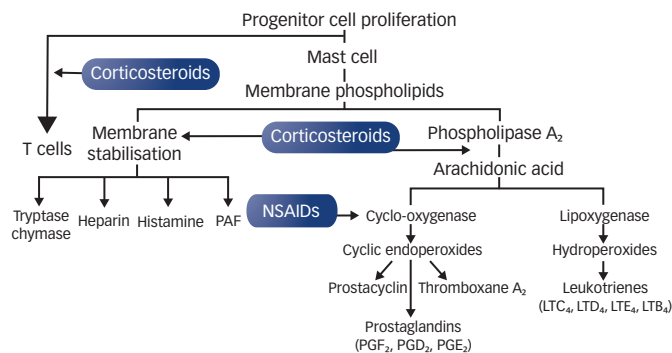 Progenitor cell proliferation
Mast cell
Corticosteroids
Membrane phospholipids
T cells
Membrane
stabilisation
Corticosteroids
Phospholipase A₂
Arachidonic acid
Tryptase
chymase
Heparin
Histamine
PAF
NSAIDs
Cyclo-oxygenase
Lipoxygenase
Cyclic endoperoxides
Hydroperoxides
Prostacyclin
Thromboxane A₂
Leukotrienes
(LTC₄, LTD₄, LTE₄, LTB₄)
Prostaglandins
(PGF₂, PGD₂, PGE₂)